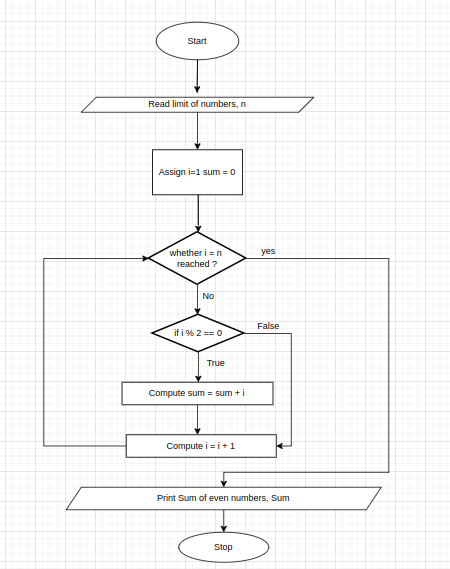 Start
Read limit of numbers, n
Assign i=1 sum = 0
whether i = n
reached ?
yes
No
if i % 2 == 0
False
True
Compute sum = sum + i
Compute i = i + 1
Print Sum of even numbers, Sum
Stop